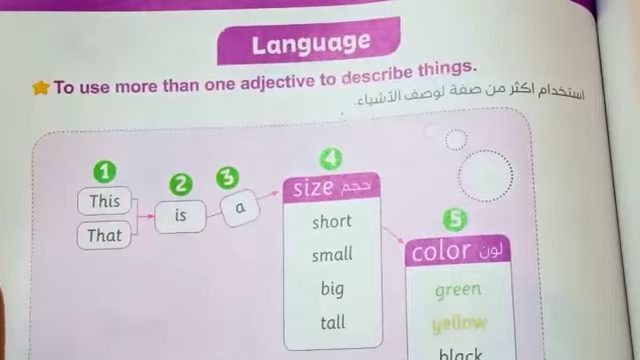 Language
To use more than one adjective to describe things.
استخدام اكثر من صفة لوصف الأشياء.
1
This
That
2
is
3
a
4
size حجم
short
small
big
tall
5
color لون
green
yellow
black